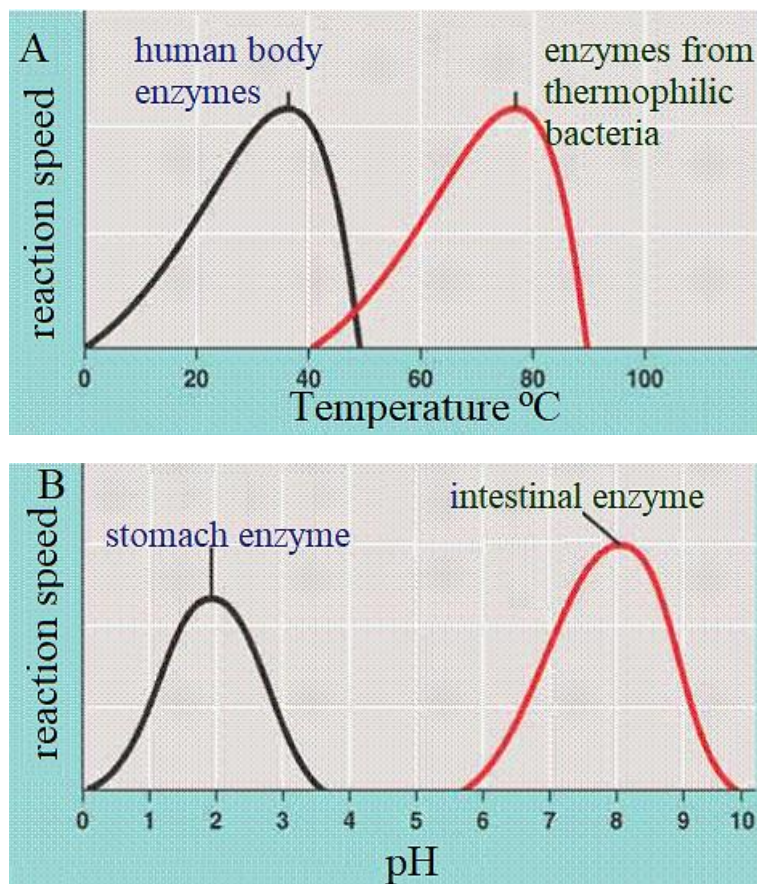 A
human body
enzymes
enzymes from
thermophilic
bacteria
reaction speed
0 20 40 60 80 100
Temperature ºC
B
stomach enzyme
intestinal enzyme
reaction speed
0 1 2 3 4 5 6 7 8 9 10
pH